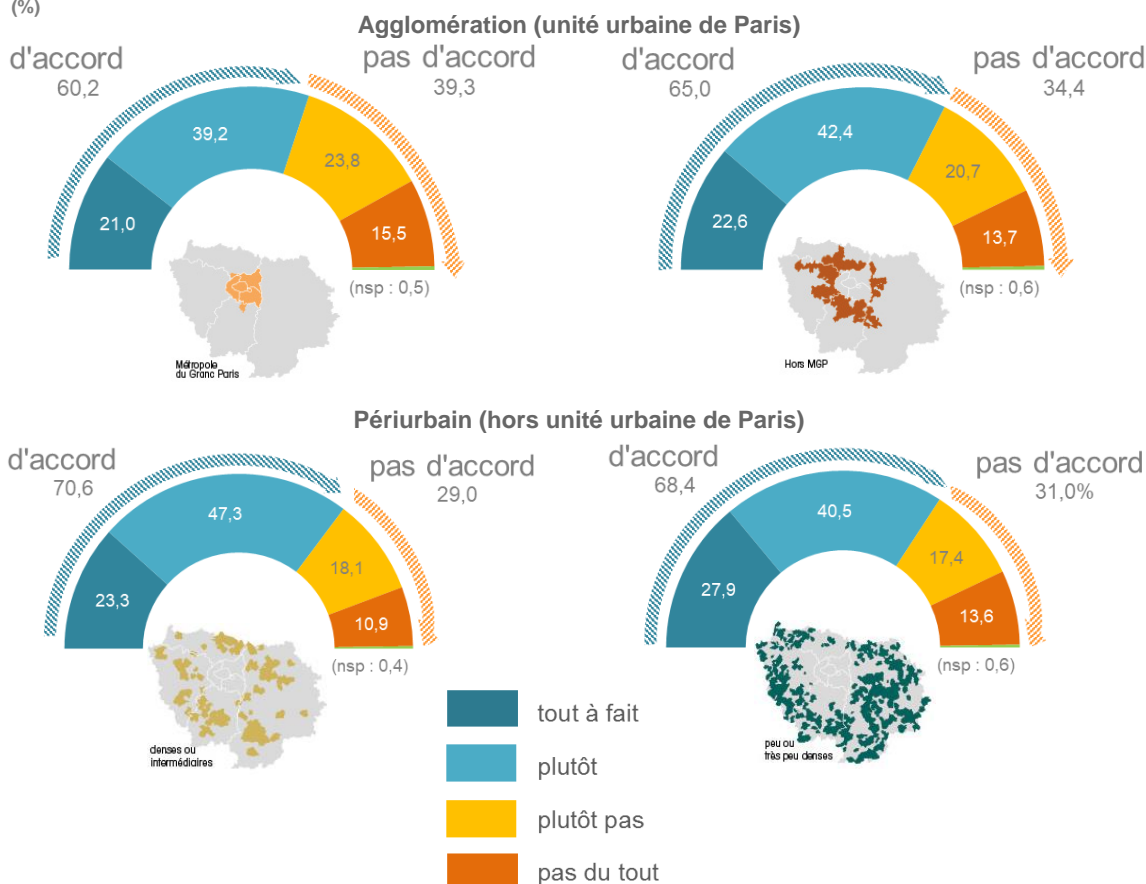 (%)
Agglomération (unité urbaine de Paris)
d'accord
60,2
pas d'accord
39,3
39,2
23,8
21,0
15,5
(nsp : 0,5)
Métropole
du Granc Paris
d'accord
65,0
pas d'accord
34,4
42,4
20,7
22,6
13,7
(nsp : 0,6)
Hors MGP
Périurbain (hors unité urbaine de Paris)
d'accord
70,6
pas d'accord
29,0
47,3
18,1
23,3
10,9
(nsp : 0,4)
denses ou
intermédiaires
d'accord
68,4
pas d'accord
31,0%
40,5
17,4
27,9
13,6
(nsp : 0,6)
peu ou
très peu denses
tout à fait
plutôt
plutôt pas
pas du tout